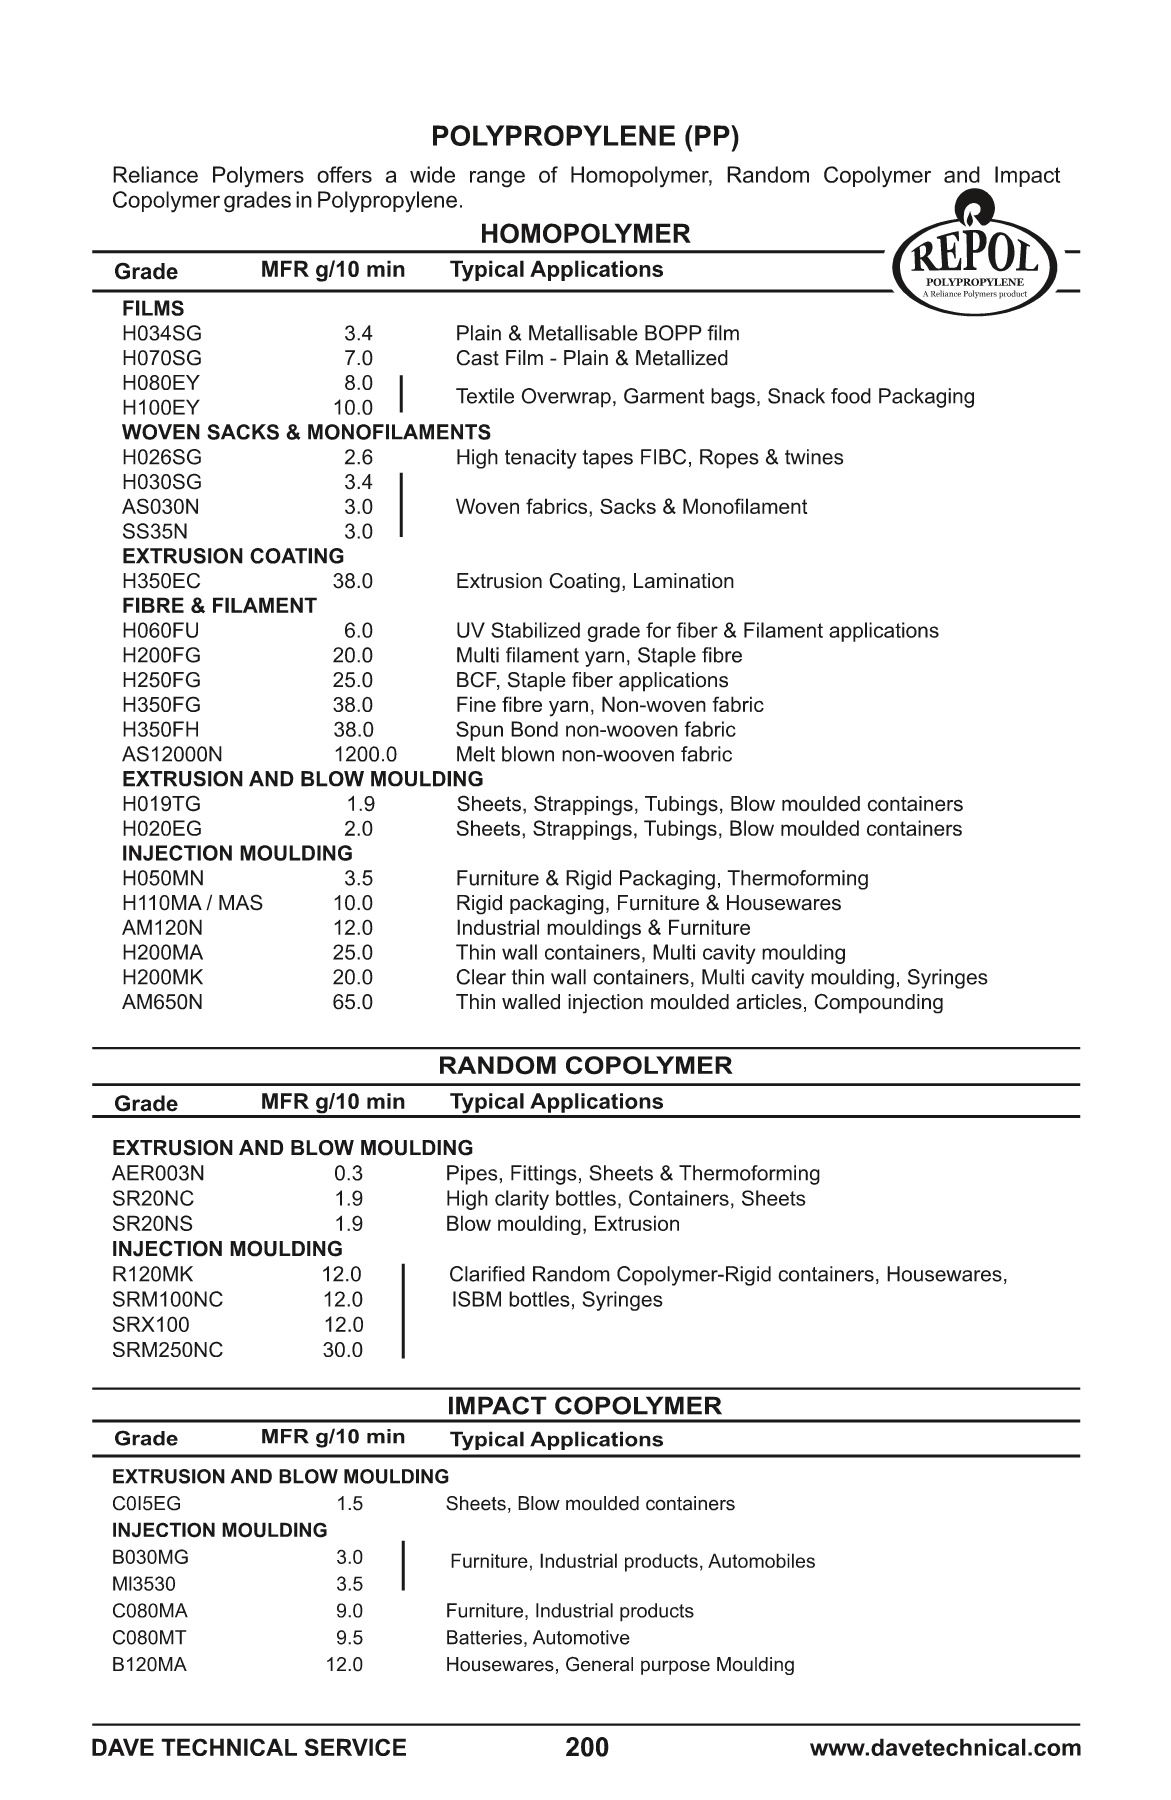 POLYPROPYLENE (PP)
Reliance Polymers offers a wide range of Homopolymer, Random Copolymer and Impact
Copolymer grades in Polypropylene.
HOMOPOLYMER
REPOL
POLYPROPYLENE
A Reliance Polymers product
Grade MFR g/10 min Typical Applications
FILMS
H034SG 3.4 Plain & Metallisable BOPP film
H070SG 7.0 Cast Film - Plain & Metallized
H080EY 8.0
Textile Overwrap, Garment bags, Snack food Packaging
H100EY 10.0
WOVEN SACKS & MONOFILAMENTS
H026SG 2.6 High tenacity tapes FIBC, Ropes & twines
H030SG 3.4
AS030N 3.0 Woven fabrics, Sacks & Monofilament
SS35N 3.0
EXTRUSION COATING
H350EC 38.0 Extrusion Coating, Lamination
FIBRE & FILAMENT
H060FU 6.0 UV Stabilized grade for fiber & Filament applications
H200FG 20.0 Multi filament yarn, Staple fibre
H250FG 25.0 BCF, Staple fiber applications
H350FG 38.0 Fine fibre yarn, Non-woven fabric
H350FH 38.0 Spun Bond non-wooven fabric
AS12000N 1200.0 Melt blown non-wooven fabric
EXTRUSION AND BLOW MOULDING
H019TG 1.9 Sheets, Strappings, Tubings, Blow moulded containers
H020EG 2.0 Sheets, Strappings, Tubings, Blow moulded containers
INJECTION MOULDING
H050MN 3.5 Furniture & Rigid Packaging, Thermoforming
H110MA / MAS 10.0 Rigid packaging, Furniture & Housewares
AM120N 12.0 Industrial mouldings & Furniture
H200MA 25.0 Thin wall containers, Multi cavity moulding
H200MK 20.0 Clear thin wall containers, Multi cavity moulding, Syringes
AM650N 65.0 Thin walled injection moulded articles, Compounding
RANDOM COPOLYMER
Grade MFR g/10 min Typical Applications
EXTRUSION AND BLOW MOULDING
AER003N 0.3 Pipes, Fittings, Sheets & Thermoforming
SR20NC 1.9 High clarity bottles, Containers, Sheets
SR20NS 1.9 Blow moulding, Extrusion
INJECTION MOULDING
R120MK 12.0 Clarified Random Copolymer-Rigid containers, Housewares,
SRM100NC 12.0 ISBM bottles, Syringes
SRX100 12.0
SRM250NC 30.0
IMPACT COPOLYMER
Grade MFR g/10 min Typical Applications
EXTRUSION AND BLOW MOULDING
C0I5EG 1.5 Sheets, Blow moulded containers
INJECTION MOULDING
B030MG 3.0 Furniture, Industrial products, Automobiles
MI3530 3.5
C080MA 9.0 Furniture, Industrial products
C080MT 9.5 Batteries, Automotive
B120MA 12.0 Housewares, General purpose Moulding
DAVE TECHNICAL SERVICE 200 www.davetechnical.com